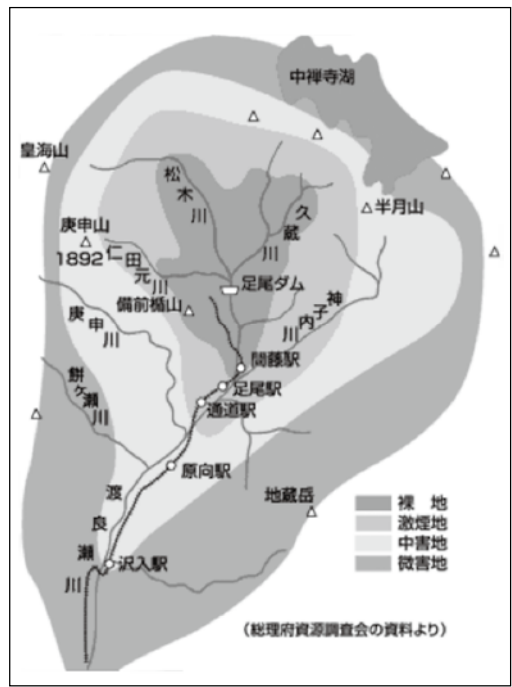 中禅寺湖
皇海山
松木川
久蔵川
半月山
庚申山
1892
仁田元川
足尾ダム
備前楯山
庚申川
神子内川
間藤駅
餅ヶ瀬川
足尾駅
通道駅
原向駅
地蔵岳
渡良瀬川
沢入駅
裸 地
激煙地
中害地
微害地
(総理府資源調査会の資料より)